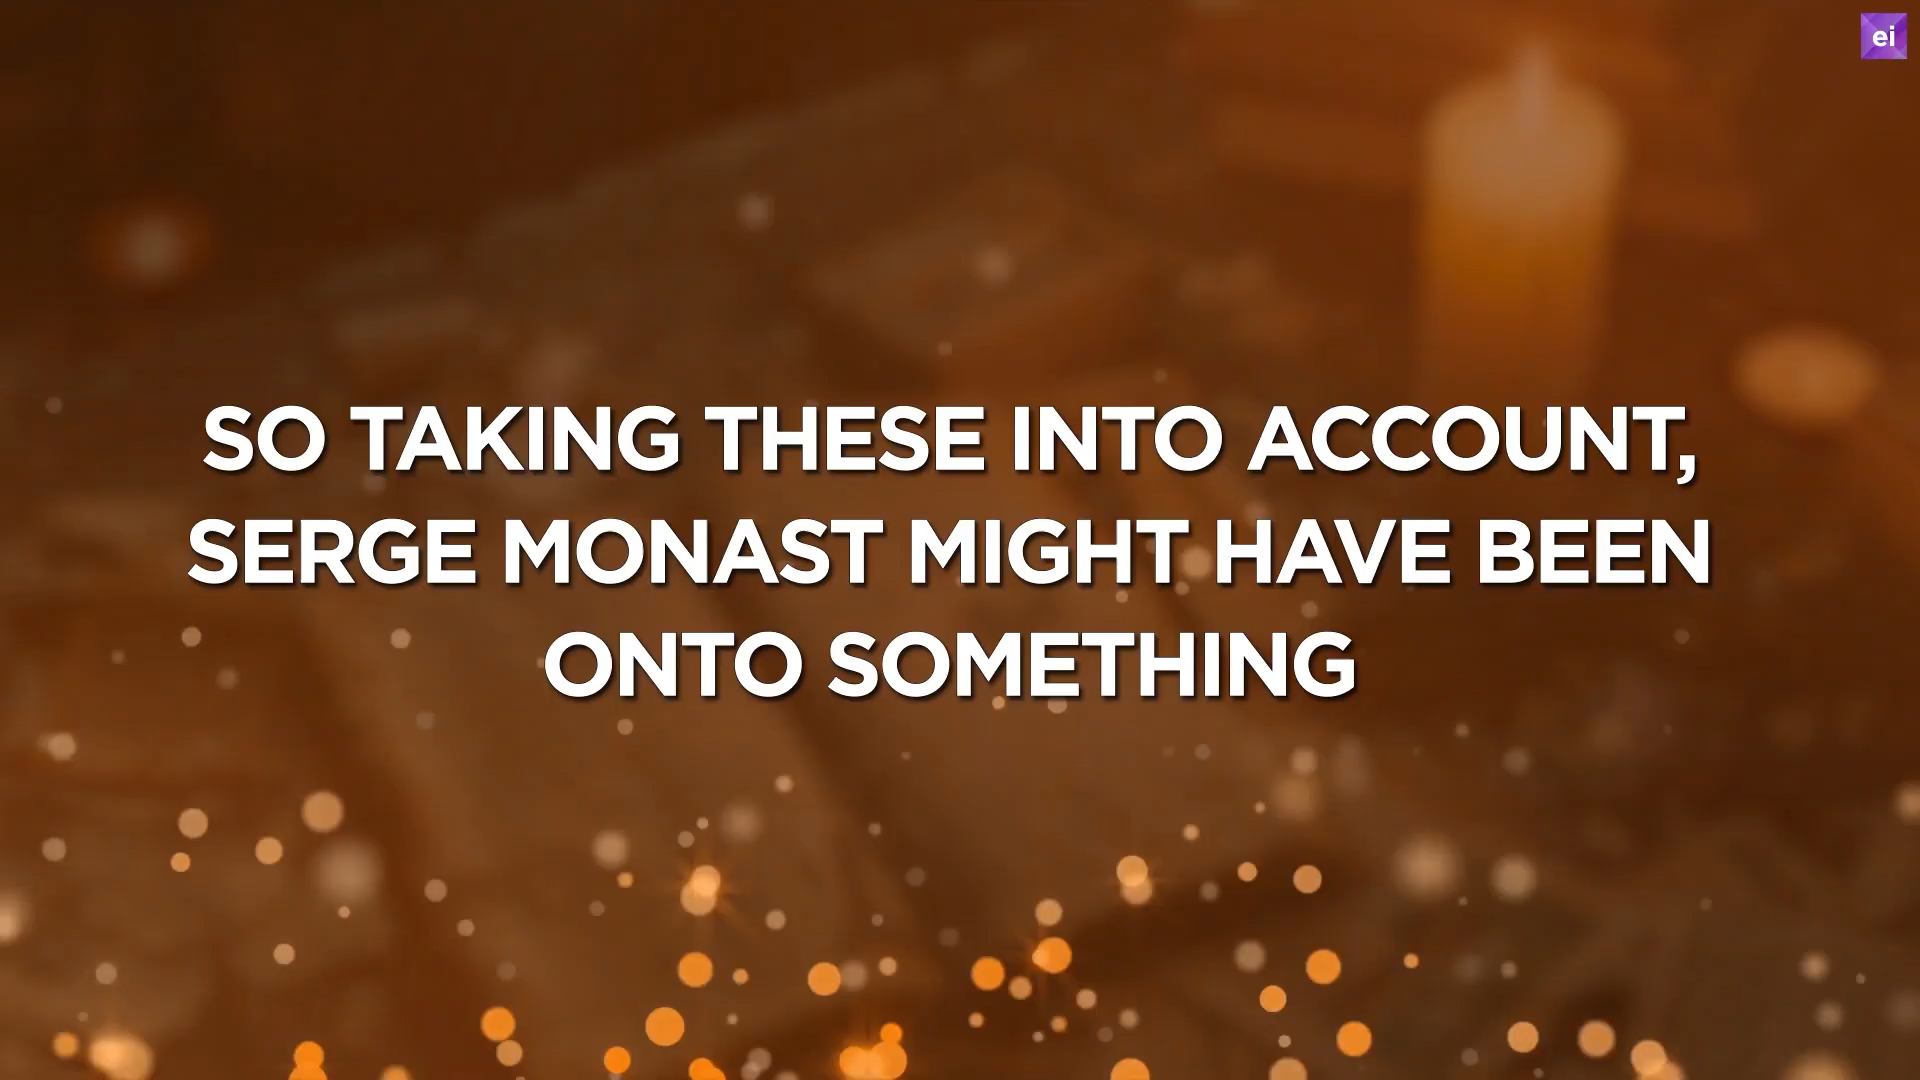 ei
SO TAKING THESE INTO ACCOUNT,
SERGE MONAST MIGHT HAVE BEEN
ONTO SOMETHING